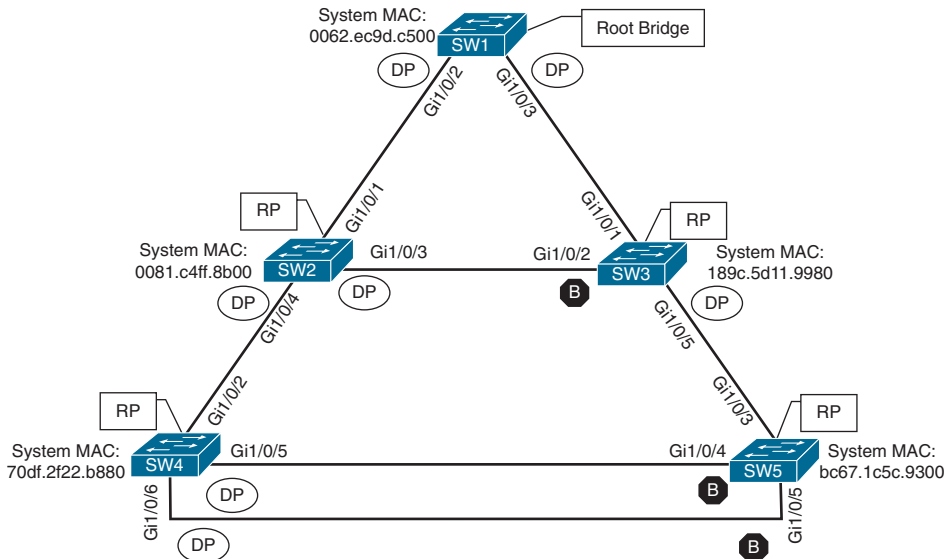 System MAC:
0062.ec9d.c500
SW1
Root Bridge
DP
DP
Gi1/0/2
Gi1/0/3
RP
Gi1/0/1
Gi1/0/1
RP
System MAC:
0081.c4ff.8b00
SW2
Gi1/0/3
Gi1/0/2
SW3
System MAC:
189c.5d11.9980
DP
DP
B
DP
Gi1/0/4
Gi1/0/5
RP
Gi1/0/2
Gi1/0/3
RP
System MAC:
70df.2f22.b880
SW4
Gi1/0/5
Gi1/0/4
SW5
System MAC:
bc67.1c5c.9300
Gi1/0/6
DP
B
Gi1/0/5
DP
B